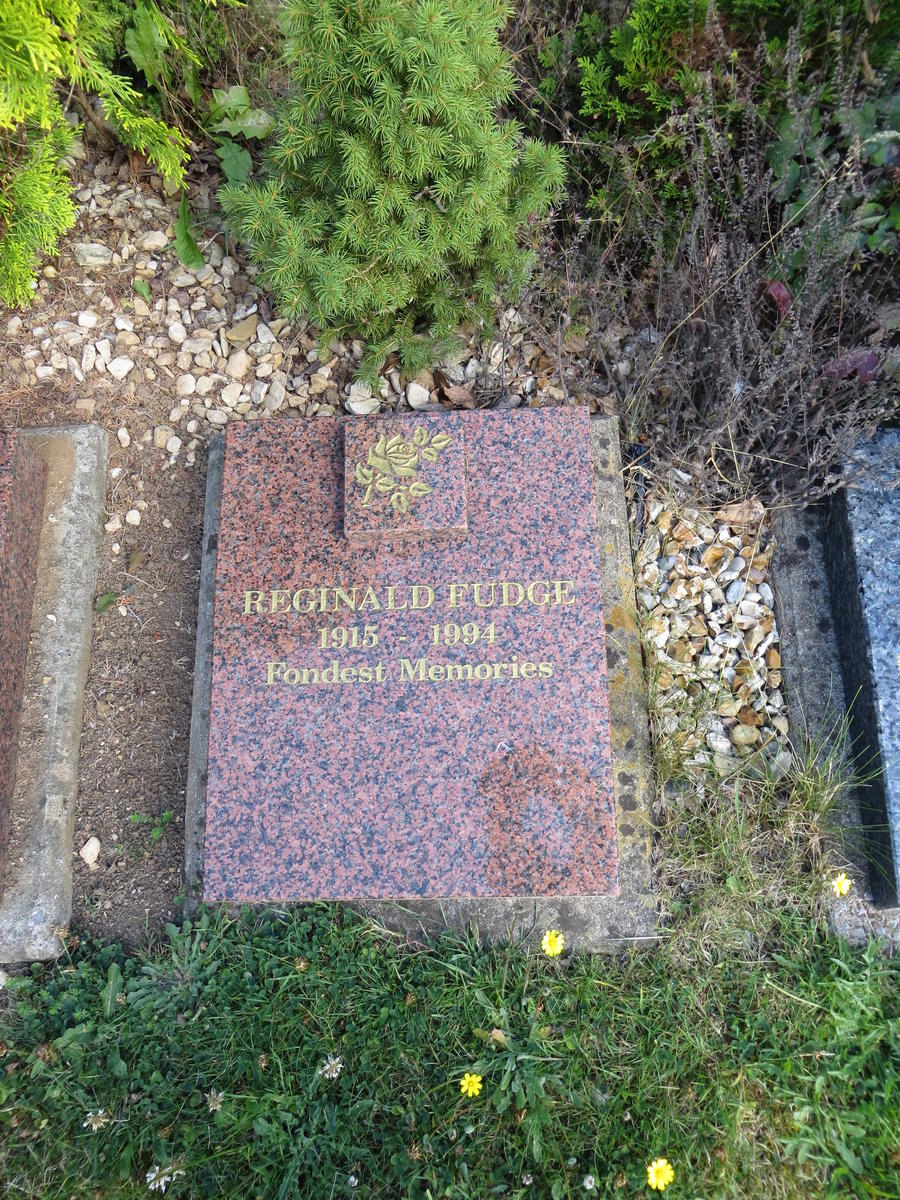 REGINALD FUDGE
1915 - 1994
Fondest Memories